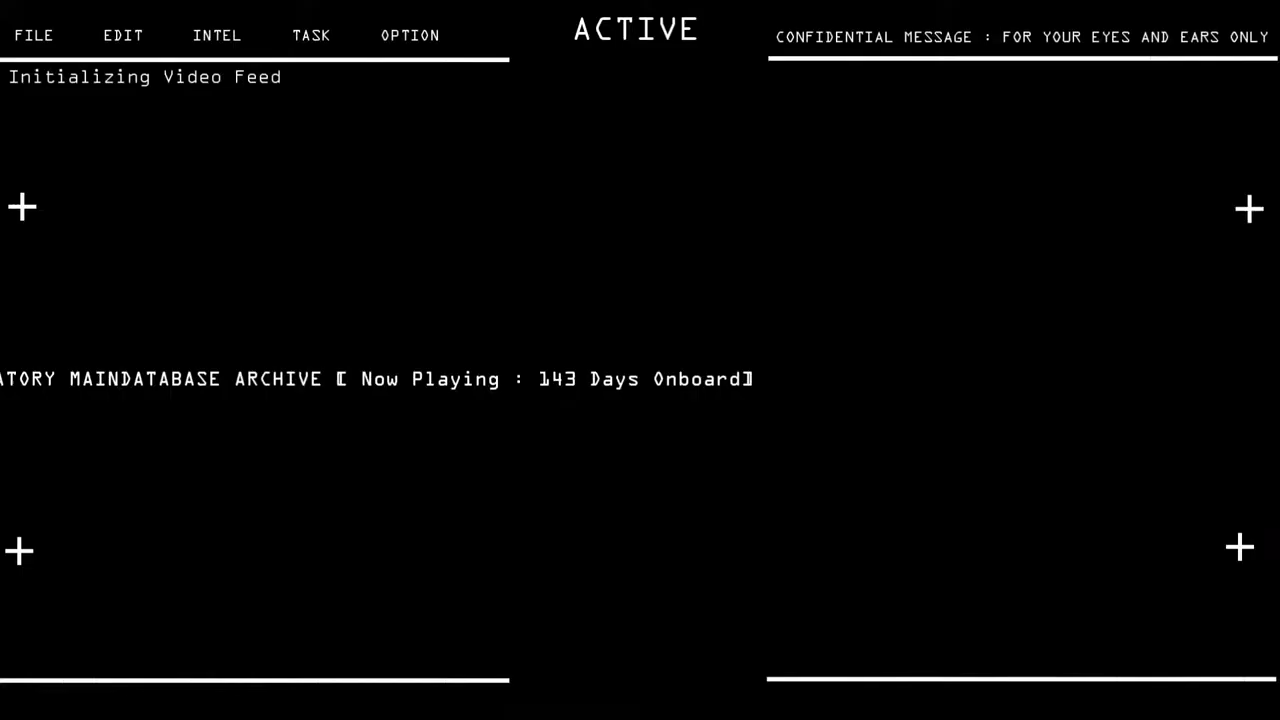 FILE EDIT INTEL TASK OPTION
ACTIVE
CONFIDENTIAL MESSAGE : FOR YOUR EYES AND EARS ONLY
Initializing Video Feed
ATORY MAINDATABASE ARCHIVE [ Now Playing : 143 Days Onboard]